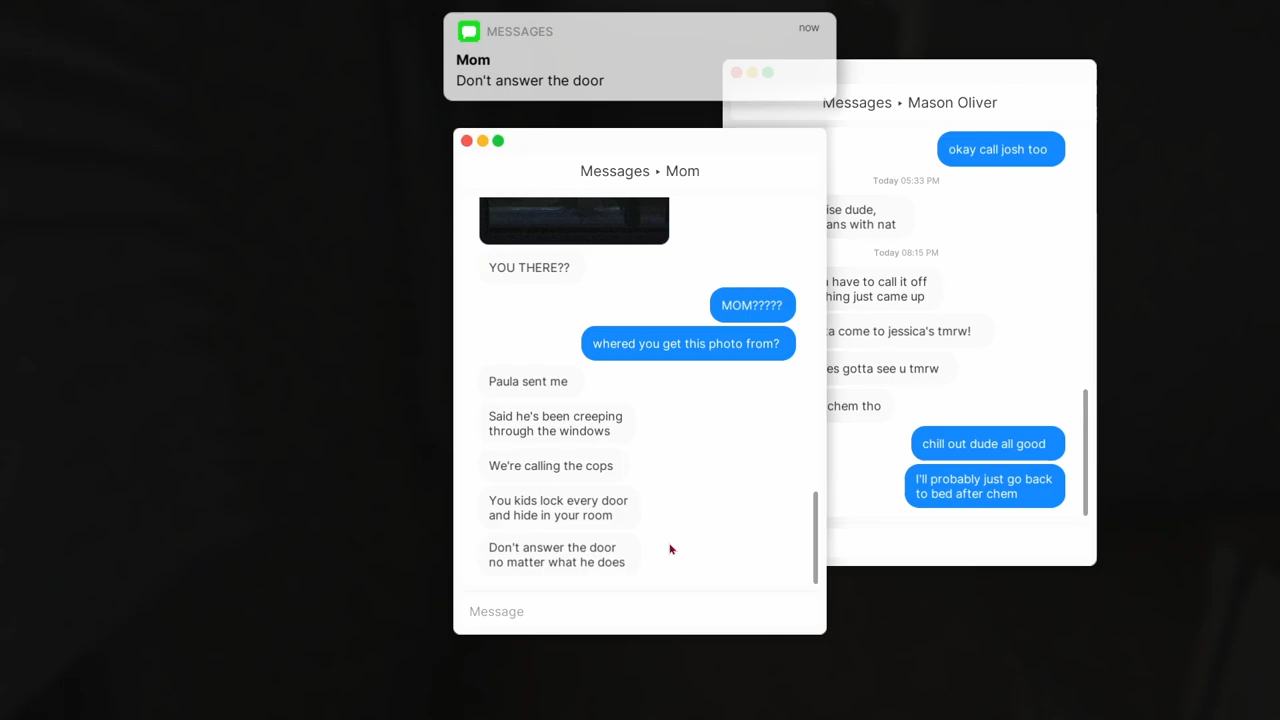 MESSAGES
now
Mom
Don't answer the door
Messages ‣ Mason Oliver
okay call josh too
Today 05:33 PM
dude,
with nat
Today 08:15 PM
have to call it off
just came up
come to jessica's tmrw!
gotta see u tmrw
chem tho
chill out dude all good
I'll probably just go back
to bed after chem
Messages ‣ Mom
YOU THERE??
MOM?????
whered you get this photo from?
Paula sent me
Said he's been creeping
through the windows
We're calling the cops
You kids lock every door
and hide in your room
Don't answer the door
no matter what he does
Message